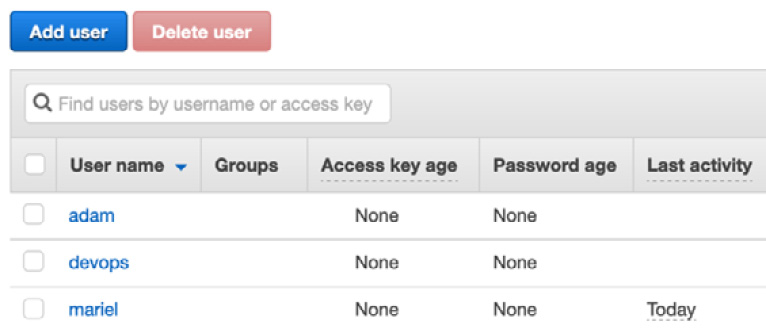 Add user Delete user
Find users by username or access key
User name Groups Access key age Password age Last activity
adam None None
devops None None
mariel None None Today